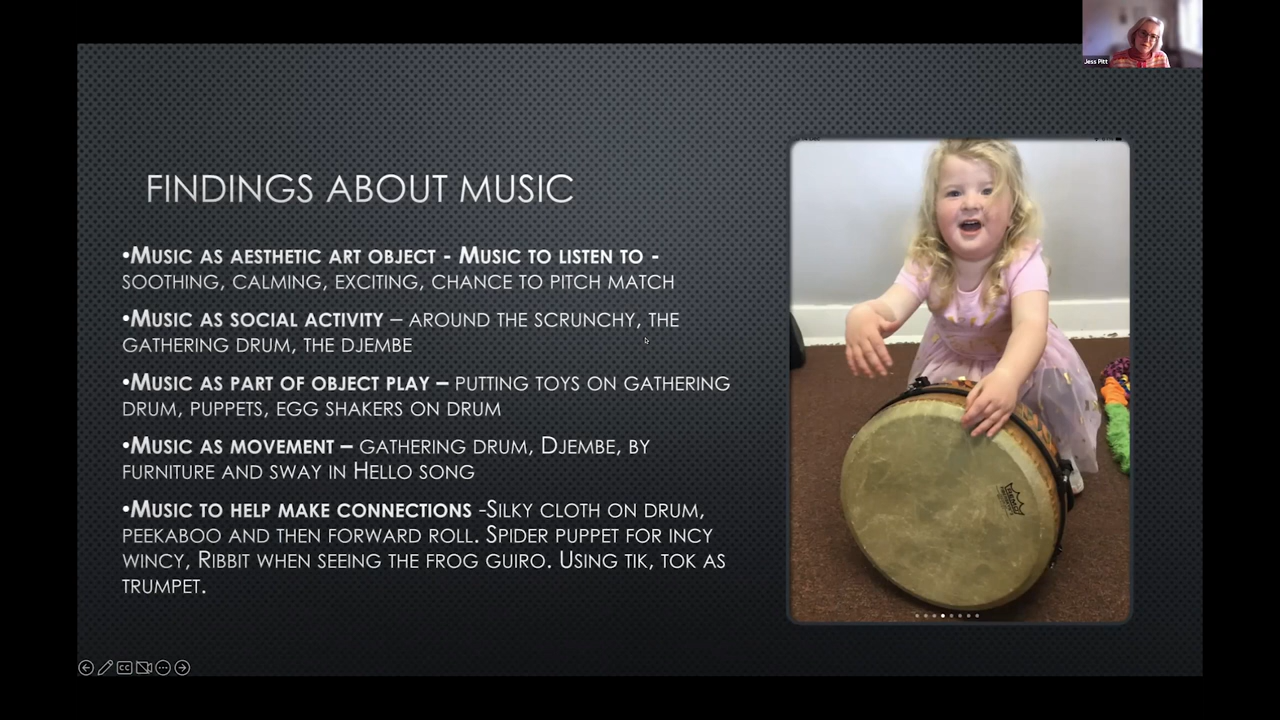 Jess Pitt
FINDINGS ABOUT MUSIC
•MUSIC AS AESTHETIC ART OBJECT - MUSIC TO LISTEN TO -
SOOTHING, CALMING, EXCITING, CHANCE TO PITCH MATCH
•MUSIC AS SOCIAL ACTIVITY – AROUND THE SCRUNCHY, THE
GATHERING DRUM, THE DJEMBE
•MUSIC AS PART OF OBJECT PLAY – PUTTING TOYS ON GATHERING
DRUM, PUPPETS, EGG SHAKERS ON DRUM
•MUSIC AS MOVEMENT – GATHERING DRUM, DJEMBE, BY
FURNITURE AND SWAY IN HELLO SONG
•MUSIC TO HELP MAKE CONNECTIONS -SILKY CLOTH ON DRUM,
PEEKABOO AND THEN FORWARD ROLL. SPIDER PUPPET FOR INCY
WINCY, RIBBIT WHEN SEEING THE FROG GUIRO. USING TIK, TOK AS
TRUMPET.
CC